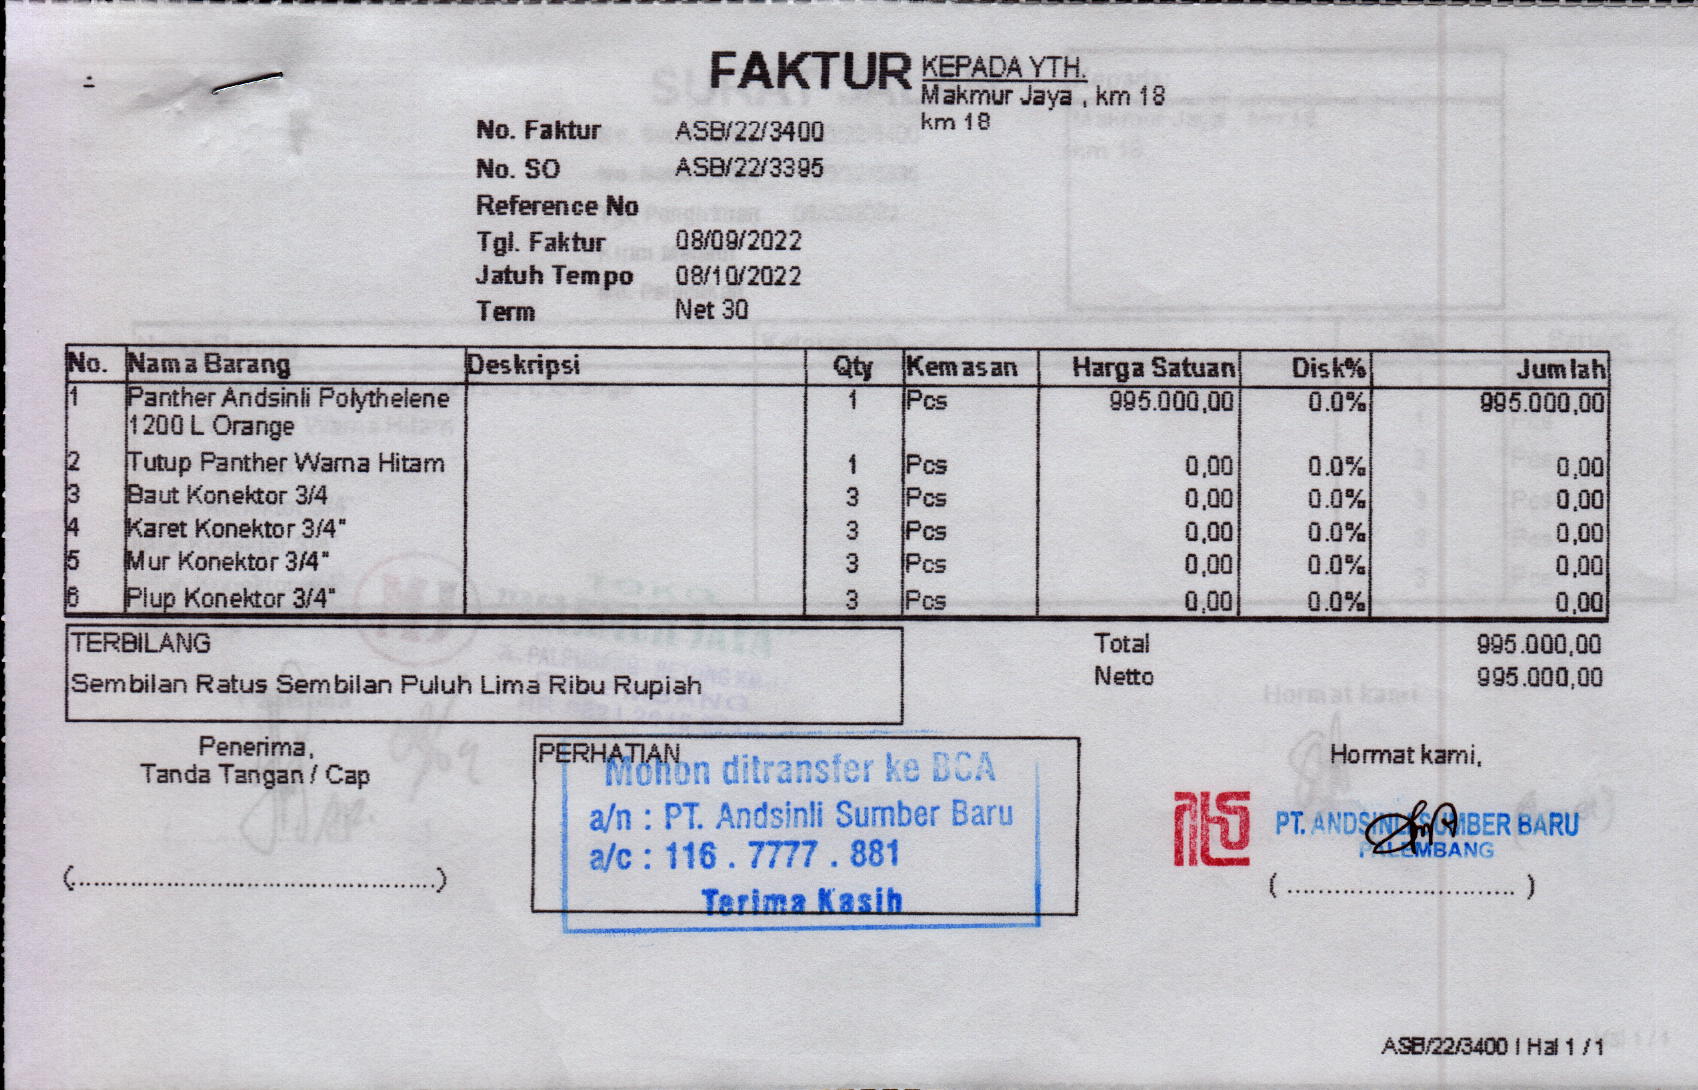 FAKTUR
KEPADA YTH.
Makmur Jaya , km 18
km 18
No. Faktur ASB/22/3400
No. SO ASB/22/3395
Reference No
Tgl. Faktur 08/09/2022
Jatuh Tempo 08/10/2022
Term Net 30
No. Nama Barang Deskripsi Qty Kemasan Harga Satuan Disk% Jumlah
1 Panther Andsinli Polythelene 1 Pcs 995.000,00 0.0% 995.000,00
1200 L Orange
2 Tutup Panther Warna Hitam 1 Pcs 0,00 0.0% 0,00
3 Baut Konektor 3/4 3 Pcs 0,00 0.0% 0,00
4 Karet Konektor 3/4" 3 Pcs 0,00 0.0% 0,00
5 Mur Konektor 3/4" 3 Pcs 0,00 0.0% 0,00
6 Plup Konektor 3/4" 3 Pcs 0,00 0.0% 0,00
TERBILANG
Sembilan Ratus Sembilan Puluh Lima Ribu Rupiah
Total 995.000,00
Netto 995.000,00
Penerima,
Tanda Tangan / Cap
(................................................)
PERHATIAN
Mohon ditransfer ke BCA
a/n : PT. Andsinli Sumber Baru
a/c : 116 . 7777 . 881
Terima Kasih
Hormat kami,
PT. ANDSINLI SUMBER BARU
PALEMBANG
( .............................. )
ASB/22/3400 | Hal 1 / 1